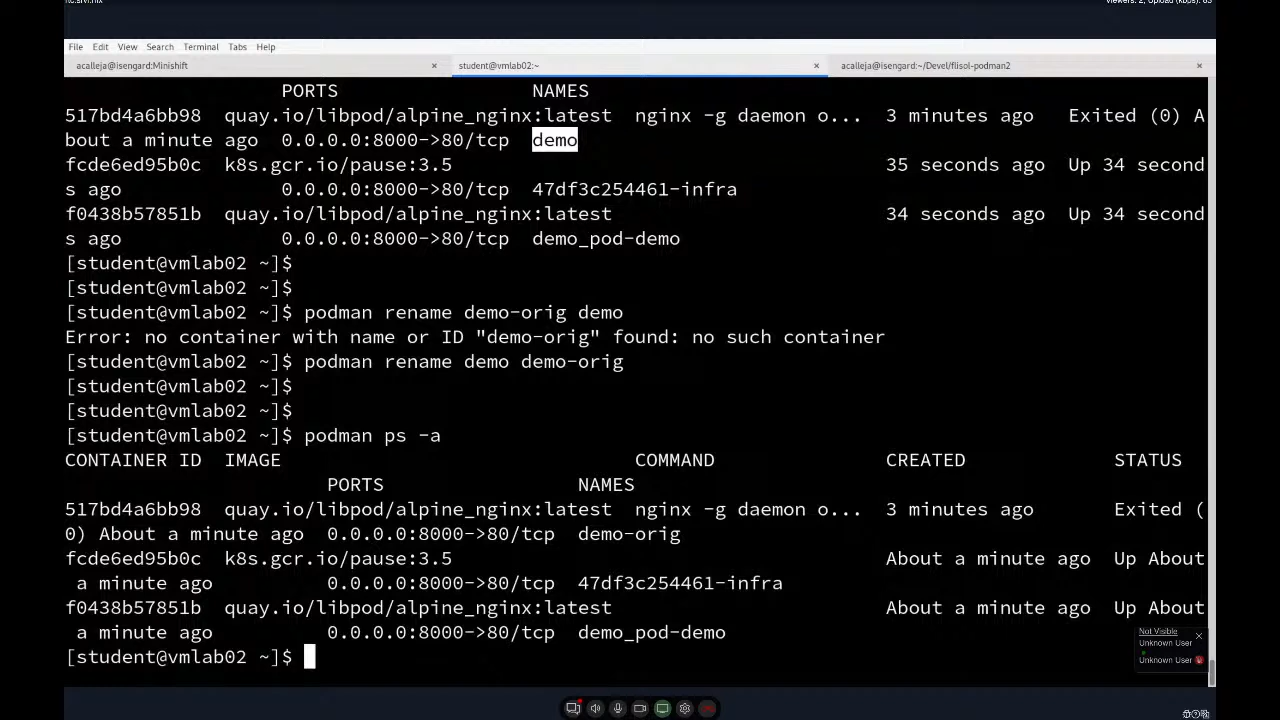 File Edit View Search Terminal Tabs Help
acalleja@isengard:Minishift × student@vmlab02:~ × acalleja@isengard:~/Devel/flisol-podman2 ×
PORTS NAMES
517bd4a6bb98 quay.io/libpod/alpine_nginx:latest nginx -g daemon o... 3 minutes ago Exited (0) A
bout a minute ago 0.0.0.0:8000->80/tcp demo
fcde6ed95b0c k8s.gcr.io/pause:3.5 35 seconds ago Up 34 second
s ago 0.0.0.0:8000->80/tcp 47df3c254461-infra
f0438b57851b quay.io/libpod/alpine_nginx:latest 34 seconds ago Up 34 second
s ago 0.0.0.0:8000->80/tcp demo_pod-demo
[student@vmlab02 ~]$
[student@vmlab02 ~]$
[student@vmlab02 ~]$ podman rename demo-orig demo
Error: no container with name or ID "demo-orig" found: no such container
[student@vmlab02 ~]$ podman rename demo demo-orig
[student@vmlab02 ~]$
[student@vmlab02 ~]$
[student@vmlab02 ~]$ podman ps -a
CONTAINER ID IMAGE COMMAND CREATED STATUS
PORTS NAMES
517bd4a6bb98 quay.io/libpod/alpine_nginx:latest nginx -g daemon o... 3 minutes ago Exited (
0) About a minute ago 0.0.0.0:8000->80/tcp demo-orig
fcde6ed95b0c k8s.gcr.io/pause:3.5 About a minute ago Up About
a minute ago 0.0.0.0:8000->80/tcp 47df3c254461-infra
f0438b57851b quay.io/libpod/alpine_nginx:latest About a minute ago Up About
a minute ago 0.0.0.0:8000->80/tcp demo_pod-demo
[student@vmlab02 ~]$
Not Visible ×
Unknown User
Unknown User